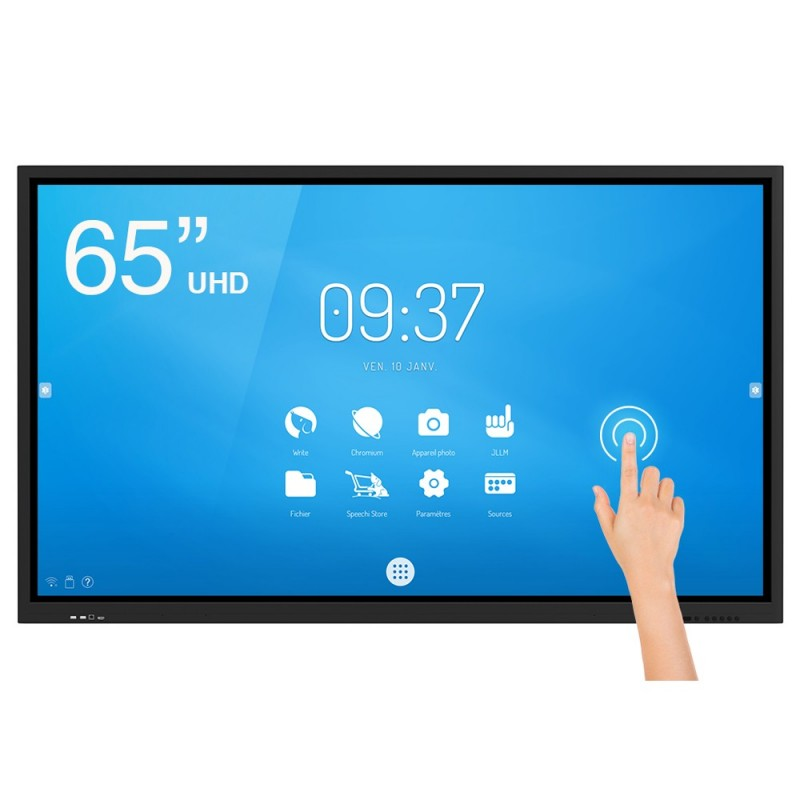 65”
UHD
09:37
VEN. 10 JANV.
Write
Chromium
Appareil photo
JLLM
Fichier
Speechi Store
Paramètres
Sources
?